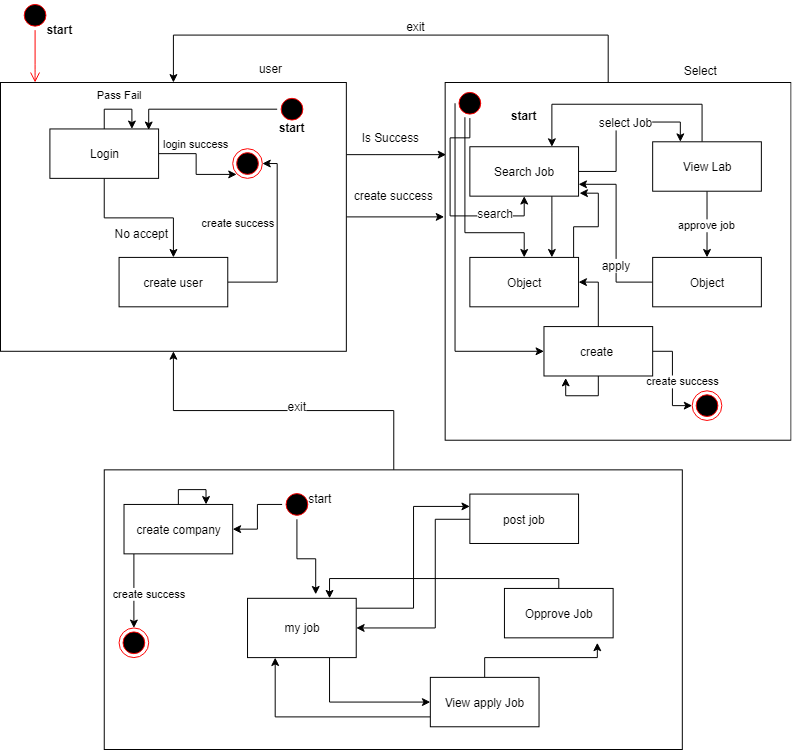 start
exit
user
Select
Pass Fail
start
login success
Login
No accept
create success
create user
Is Success
create success
start
select Job
Search Job
View Lab
search
approve job
apply
Object
Object
create
create success
exit
start
create company
post job
create success
Opprove Job
my job
View apply Job